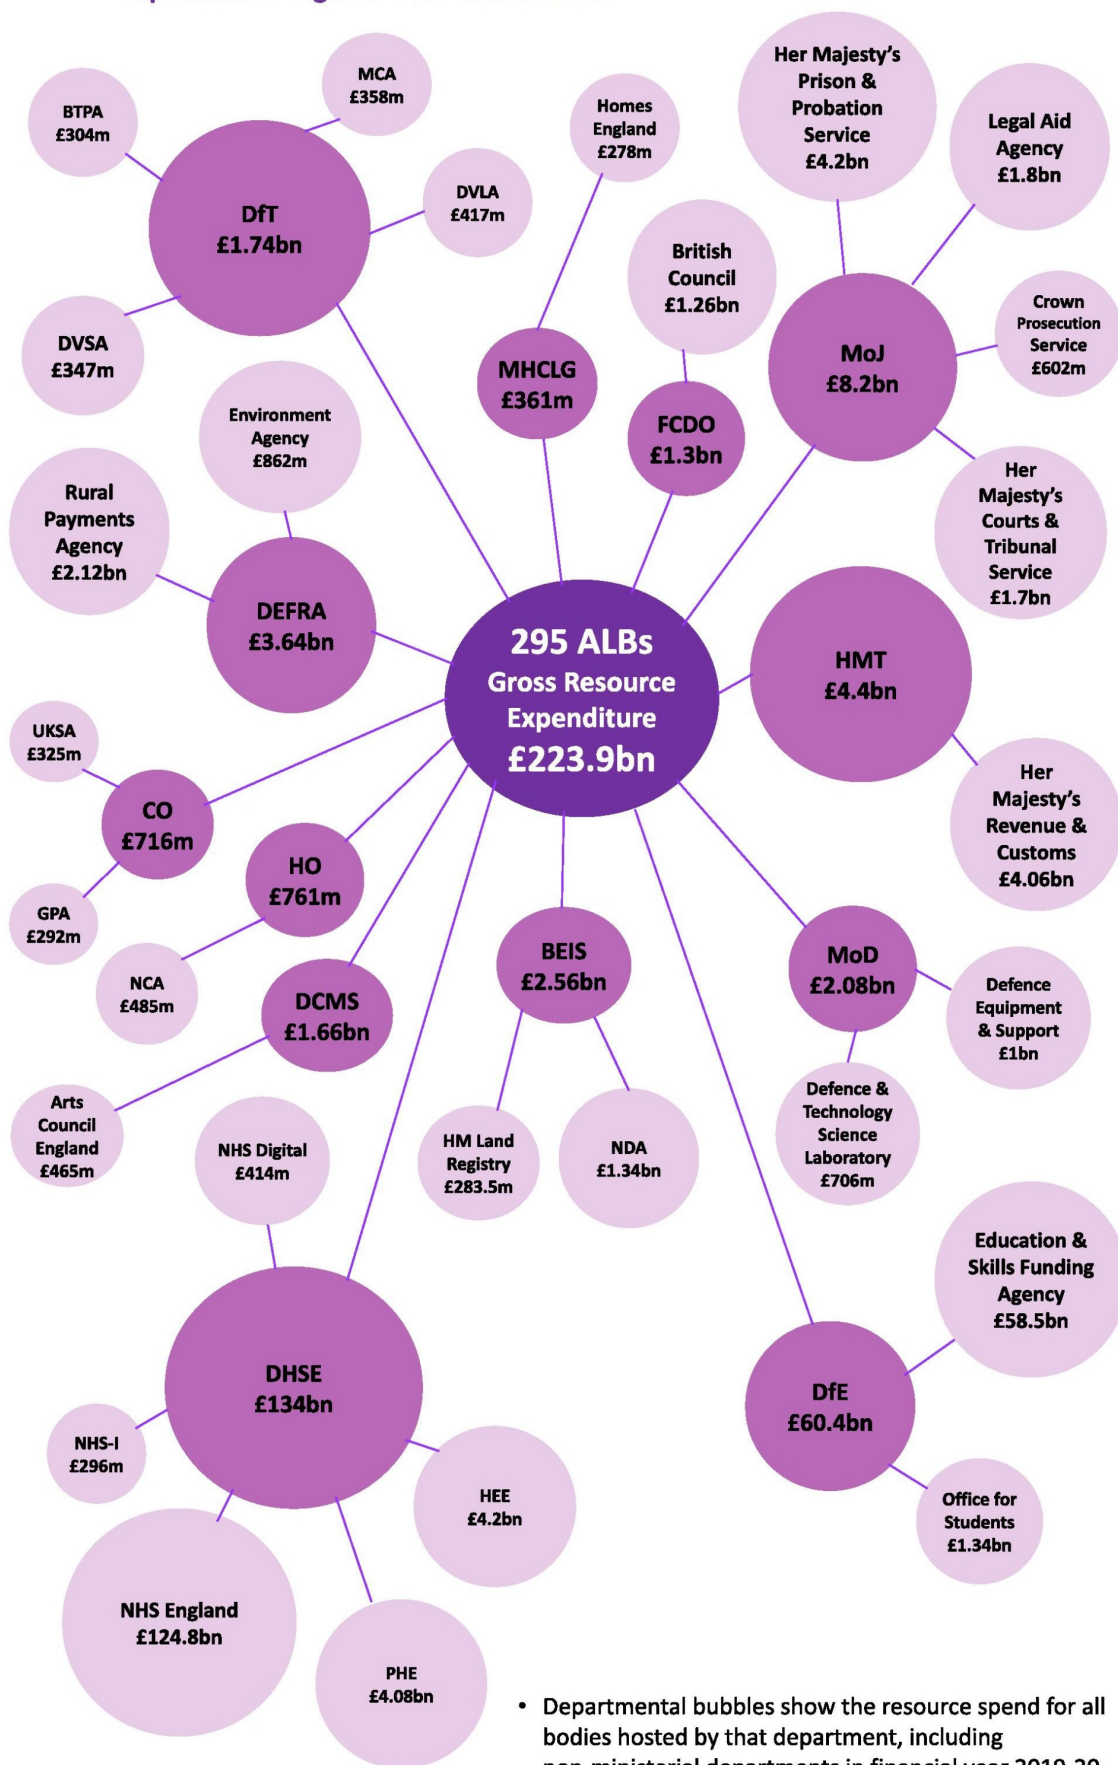 MCA
£358m
BTPA
£304m
DfT
£1.74bn
DVLA
£417m
DVSA
£347m
Homes
England
£278m
MHCLG
£361m
British
Council
£1.26bn
FCDO
£1.3bn
Her Majesty’s
Prison &
Probation
Service
£4.2bn
Legal Aid
Agency
£1.8bn
MoJ
£8.2bn
Crown
Prosecution
Service
£602m
Her
Majesty’s
Courts &
Tribunal
Service
£1.7bn
Environment
Agency
£862m
Rural
Payments
Agency
£2.12bn
DEFRA
£3.64bn
295 ALBs
Gross Resource
Expenditure
£223.9bn
HMT
£4.4bn
Her
Majesty’s
Revenue &
Customs
£4.06bn
UKSA
£325m
CO
£716m
GPA
£292m
HO
£761m
NCA
£485m
DCMS
£1.66bn
Arts
Council
England
£465m
BEIS
£2.56bn
HM Land
Registry
£283.5m
NDA
£1.34bn
MoD
£2.08bn
Defence
Equipment
& Support
£1bn
Defence &
Technology
Science
Laboratory
£706m
NHS Digital
£414m
DHSE
£134bn
NHS-I
£296m
HEE
£4.2bn
NHS England
£124.8bn
PHE
£4.08bn
Education &
Skills Funding
Agency
£58.5bn
DfE
£60.4bn
Office for
Students
£1.34bn
• Departmental bubbles show the resource spend for all
bodies hosted by that department, including
non-ministerial departments in financial year 2019-20